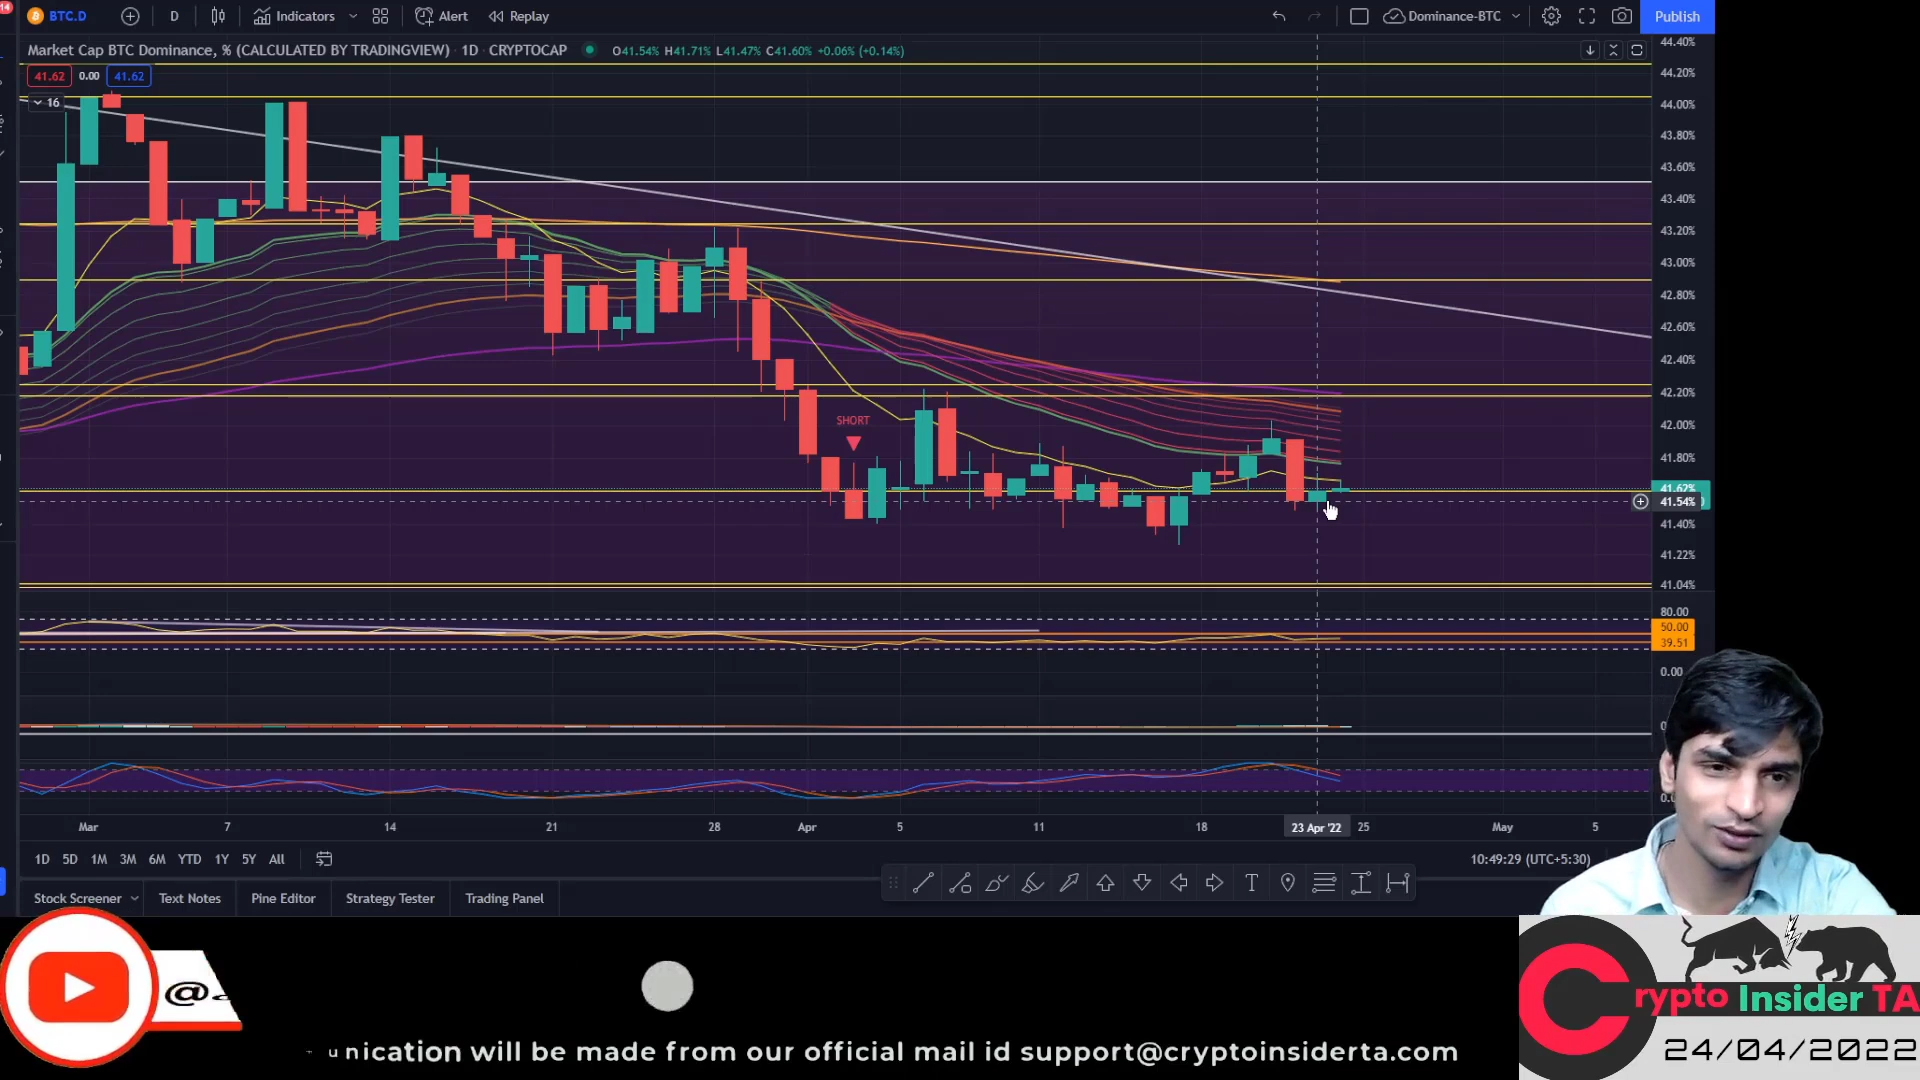 14
BTC.D
D
Indicators
Alert
Replay
Dominance-BTC
Publish
Market Cap BTC Dominance, % (CALCULATED BY TRADINGVIEW) · 1D · CRYPTOCAP
O41.54% H41.71% L41.47% C41.60% +0.06% (+0.14%)
41.62 0.00 41.62
16
44.40%
44.20%
44.00%
43.80%
43.60%
43.40%
43.20%
43.00%
42.80%
42.60%
42.40%
42.20%
42.00%
41.80%
41.62%
41.54%
41.40%
41.22%
41.04%
SHORT
80.00
50.00
39.51
0.00
Mar 7 14 21 28 Apr 5 11 18 23 Apr '22 25 May 5
1D 5D 1M 3M 6M YTD 1Y 5Y All
10:49:29 (UTC+5:30)
Stock Screener Text Notes Pine Editor Strategy Tester Trading Panel
unication will be made from our official mail id support@cryptoinsiderta.com
Crypto Insider TA
24/04/2022